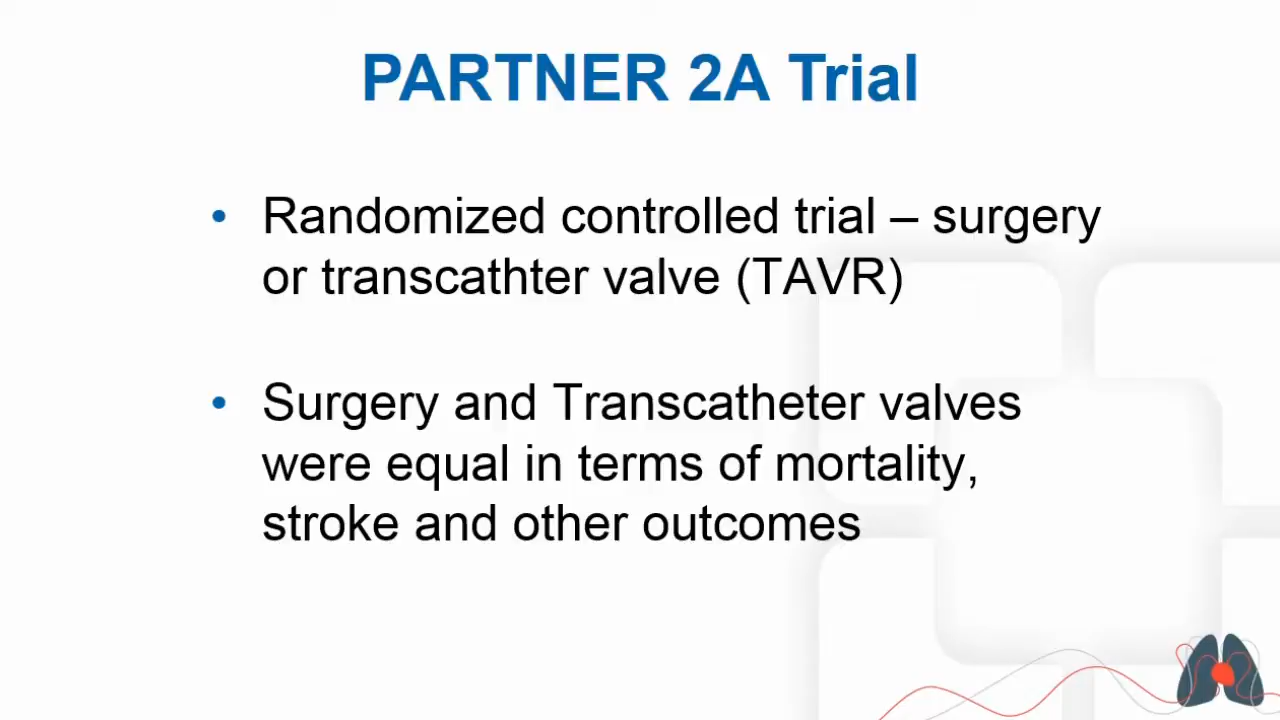 PARTNER 2A Trial
• Randomized controlled trial – surgery
or transcathter valve (TAVR)
• Surgery and Transcatheter valves
were equal in terms of mortality,
stroke and other outcomes